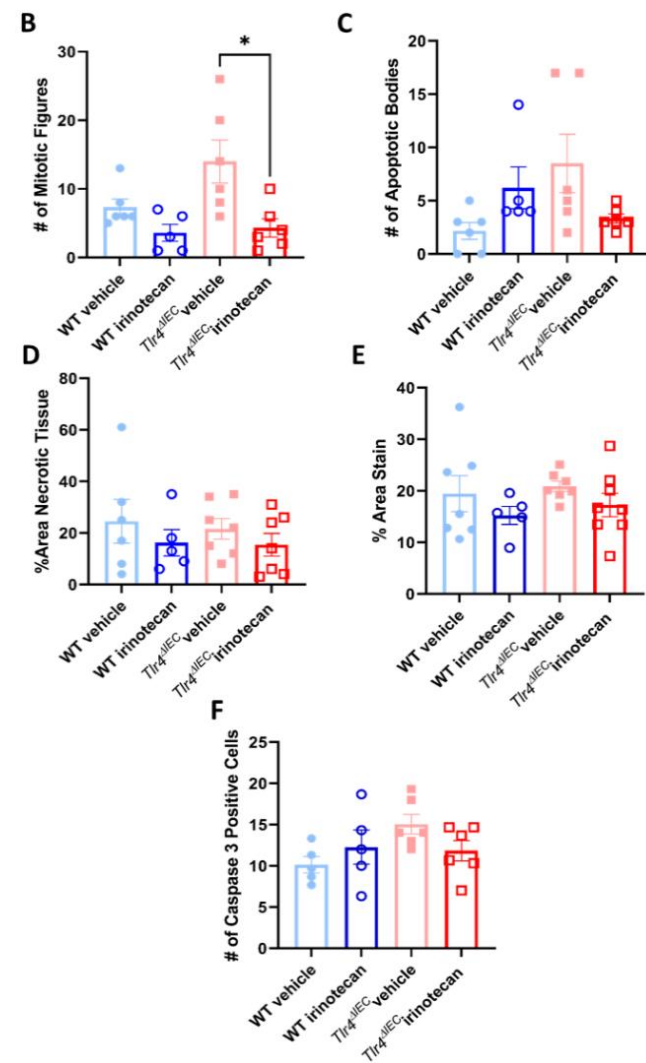 B
# of Mitotic Figures
30
20
10
0
*
WT vehicle
WT irinotecan
Tlr4ΔIEC vehicle
Tlr4ΔIEC irinotecan
C
# of Apoptotic Bodies
20
15
10
5
0
WT vehicle
WT irinotecan
Tlr4ΔIEC vehicle
Tlr4ΔIEC irinotecan
D
%Area Necrotic Tissue
80
60
40
20
0
WT vehicle
WT irinotecan
Tlr4ΔIEC vehicle
Tlr4ΔIEC irinotecan
E
% Area Stain
40
30
20
10
0
WT vehicle
WT irinotecan
Tlr4ΔIEC vehicle
Tlr4ΔIEC irinotecan
F
# of Caspase 3 Positive Cells
25
20
15
10
5
0
WT vehicle
WT irinotecan
Tlr4ΔIEC vehicle
Tlr4ΔIEC irinotecan